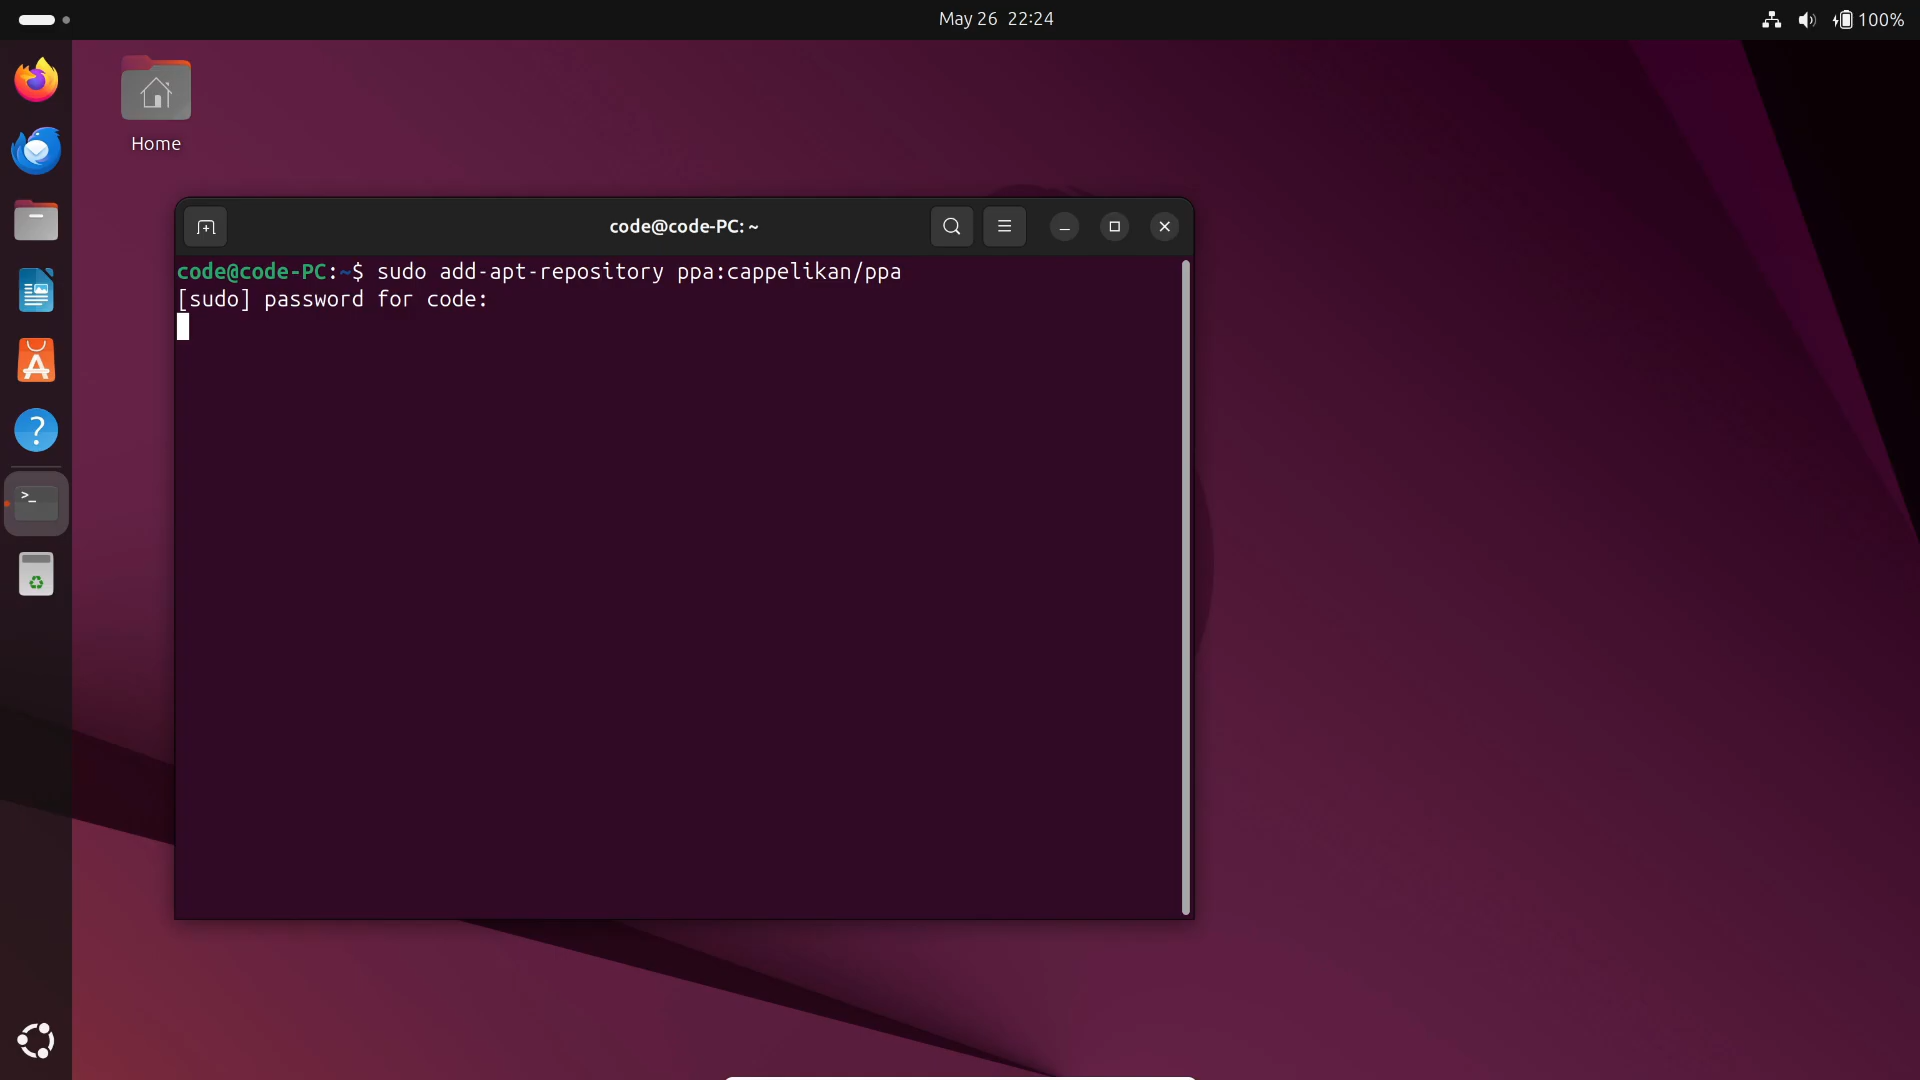 May 26 22:24
100%
Home
code@code-PC: ~
code@code-PC:~$ sudo add-apt-repository ppa:cappelikan/ppa
[sudo] password for code:
>_